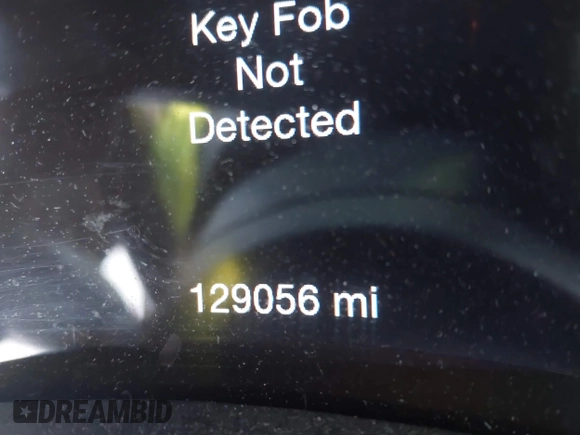 Key Fob
Not
Detected
129056 mi
DREAMBID